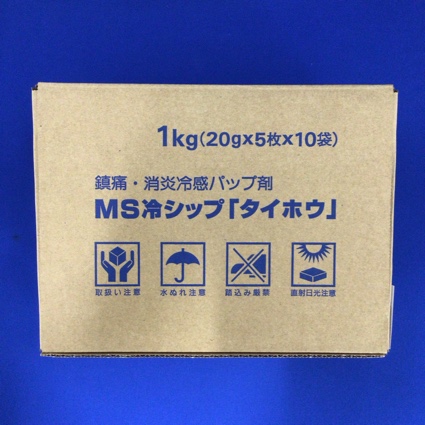 1kg(20g×5枚×10袋)
鎮痛・消炎冷感パップ剤
MS冷シップ「タイホウ」
取扱い注意 水ぬれ注意 踏込み厳禁 直射日光注意